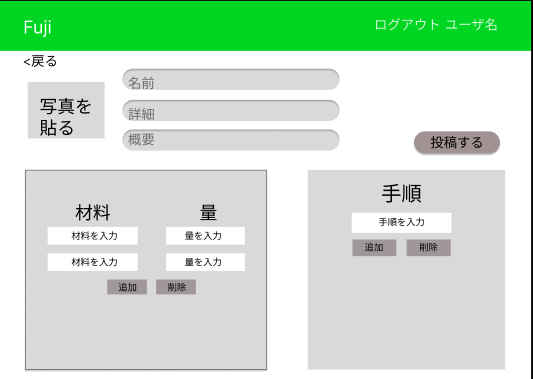 Fuji
ログアウト ユーザ名
<戻る
写真を
貼る
名前
詳細
概要
投稿する
材料 量
材料を入力 量を入力
材料を入力 量を入力
追加 削除
手順
手順を入力
追加 削除